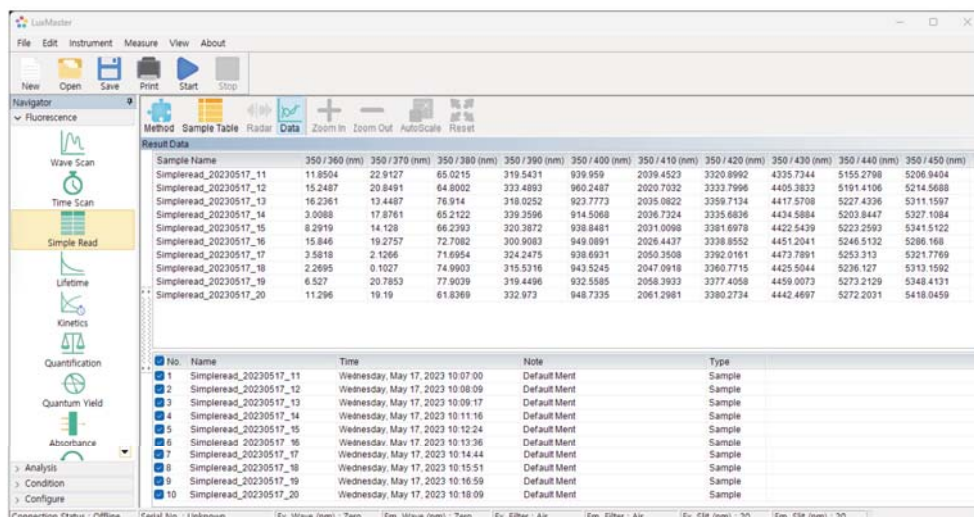 LuxMaster
File Edit Instrument Measure View About
New Open Save Print Start Stop
Navigator
Fluorescence
Wave Scan
Time Scan
Simple Read
Lifetime
Kinetics
Quantification
Quantum Yield
Absorbance
Analysis
Condition
Configure
Method Sample Table Radar Data Zoom In Zoom Out AutoScale Reset
Result Data
Sample Name 350 / 360 (nm) 350 / 370 (nm) 350 / 380 (nm) 350 / 390 (nm) 350 / 400 (nm) 350 / 410 (nm) 350 / 420 (nm) 350 / 430 (nm) 350 / 440 (nm) 350 / 450 (nm)
Simpleread_20230517_11 11.8504 22.9127 65.0215 319.5431 939.959 2039.4523 3320.8992 4335.7344 5155.2798 5206.9404
Simpleread_20230517_12 15.2487 20.8491 64.8002 333.4893 960.2487 2020.7032 3333.7996 4405.3833 5191.4106 5214.5688
Simpleread_20230517_13 16.2361 13.4487 76.914 318.0252 923.7773 2035.0822 3359.7134 4417.5708 5227.4336 5311.1597
Simpleread_20230517_14 3.0088 17.8761 65.2122 339.3596 914.5068 2036.7324 3335.6836 4434.5884 5203.8447 5327.1084
Simpleread_20230517_15 8.2919 14.128 66.2393 320.3872 938.8481 2031.0098 3381.6978 4422.5439 5223.2593 5341.5122
Simpleread_20230517_16 15.846 19.2757 72.7082 300.9083 949.0891 2026.4437 3338.8552 4451.2041 5246.5132 5286.168
Simpleread_20230517_17 3.5818 2.1266 71.6954 324.2475 938.6931 2050.3508 3392.0161 4473.7891 5253.313 5321.7769
Simpleread_20230517_18 2.2695 0.1027 74.9903 315.5316 943.5245 2047.0918 3360.7715 4425.5044 5236.127 5313.1592
Simpleread_20230517_19 6.527 20.7853 77.9039 319.4496 932.5585 2058.3933 3377.4058 4459.0073 5273.2129 5348.4131
Simpleread_20230517_20 11.296 19.19 61.8369 332.973 948.7335 2061.2981 3380.2734 4442.4697 5272.2031 5418.0459
No. Name Time Note Type
1 Simpleread_20230517_11 Wednesday, May 17, 2023 10:07:00 Default Ment Sample
2 Simpleread_20230517_12 Wednesday, May 17, 2023 10:08:09 Default Ment Sample
3 Simpleread_20230517_13 Wednesday, May 17, 2023 10:09:17 Default Ment Sample
4 Simpleread_20230517_14 Wednesday, May 17, 2023 10:11:16 Default Ment Sample
5 Simpleread_20230517_15 Wednesday, May 17, 2023 10:12:24 Default Ment Sample
6 Simpleread_20230517_16 Wednesday, May 17, 2023 10:13:36 Default Ment Sample
7 Simpleread_20230517_17 Wednesday, May 17, 2023 10:14:44 Default Ment Sample
8 Simpleread_20230517_18 Wednesday, May 17, 2023 10:15:51 Default Ment Sample
9 Simpleread_20230517_19 Wednesday, May 17, 2023 10:16:59 Default Ment Sample
10 Simpleread_20230517_20 Wednesday, May 17, 2023 10:18:09 Default Ment Sample
Connection Status : Offline Serial No. : Unknown Ex. Wave (nm) : Zero Em. Wave (nm) : Zero Ex. Filter : Air Em. Filter : Air Ex. Slit (nm) : 20 Em. Slit (nm) : 20